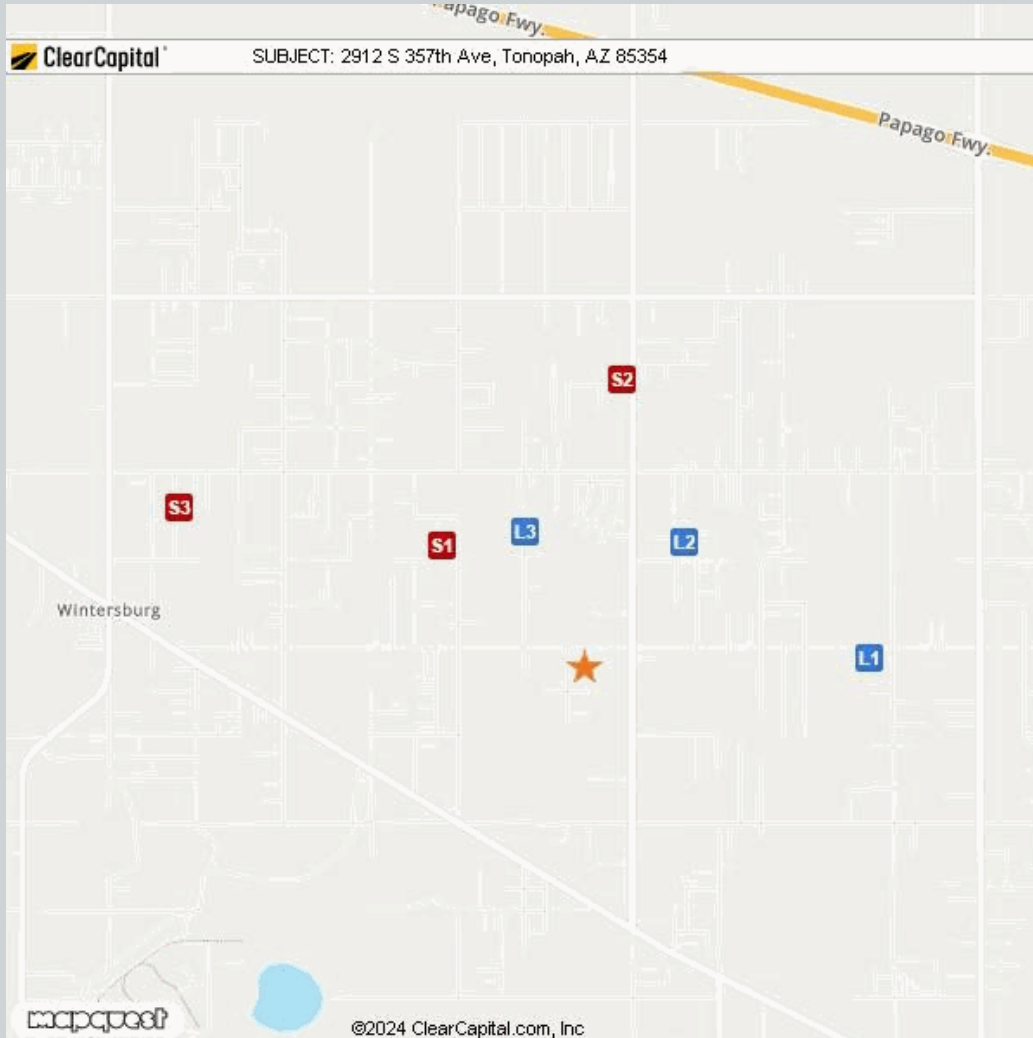 Papago Fwy.
ClearCapital
SUBJECT: 2912 S 357th Ave, Tonopah, AZ 85354
Papago Fwy.
S2
S3
L3
S1
L2
Wintersburg
L1
mapquest
©2024 ClearCapital.com, Inc